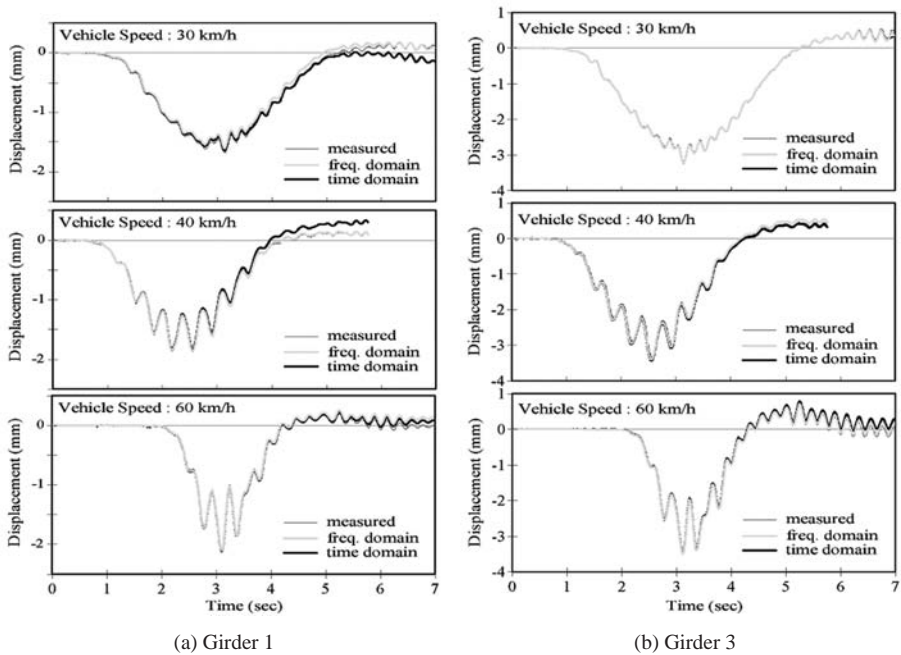 Vehicle Speed : 30 km/h
0
-1
-2
Displacement (mm)
measured
freq. domain
time domain
Vehicle Speed : 40 km/h
0
-1
-2
Displacement (mm)
measured
freq. domain
time domain
Vehicle Speed : 60 km/h
0
-1
-2
Displacement (mm)
measured
freq. domain
time domain
0 1 2 3 4 5 6 7
Time (sec)
(a) Girder 1
Vehicle Speed : 30 km/h
1
0
-1
-2
-3
-4
Displacement (mm)
measured
freq. domain
time domain
Vehicle Speed : 40 km/h
1
0
-1
-2
-3
-4
Displacement (mm)
measured
freq. domain
time domain
Vehicle Speed : 60 km/h
1
0
-1
-2
-3
-4
Displacement (mm)
measured
freq. domain
time domain
0 1 2 3 4 5 6 7
Time (sec)
(b) Girder 3